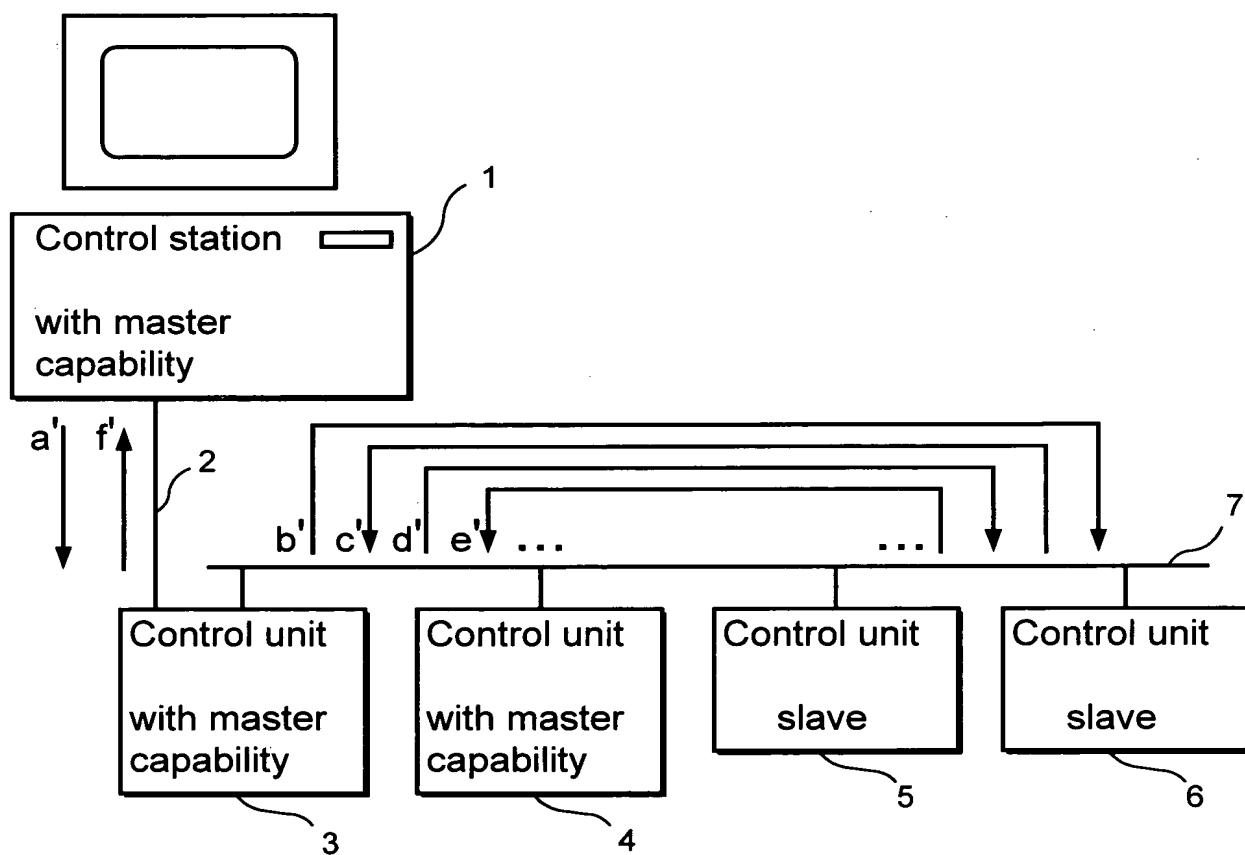 1
Control station
with master
capability
a' f'
2
b' c' d' e' ... ...
7
Control unit
with master
capability
3
Control unit
with master
capability
4
Control unit
slave
5
Control unit
slave
6